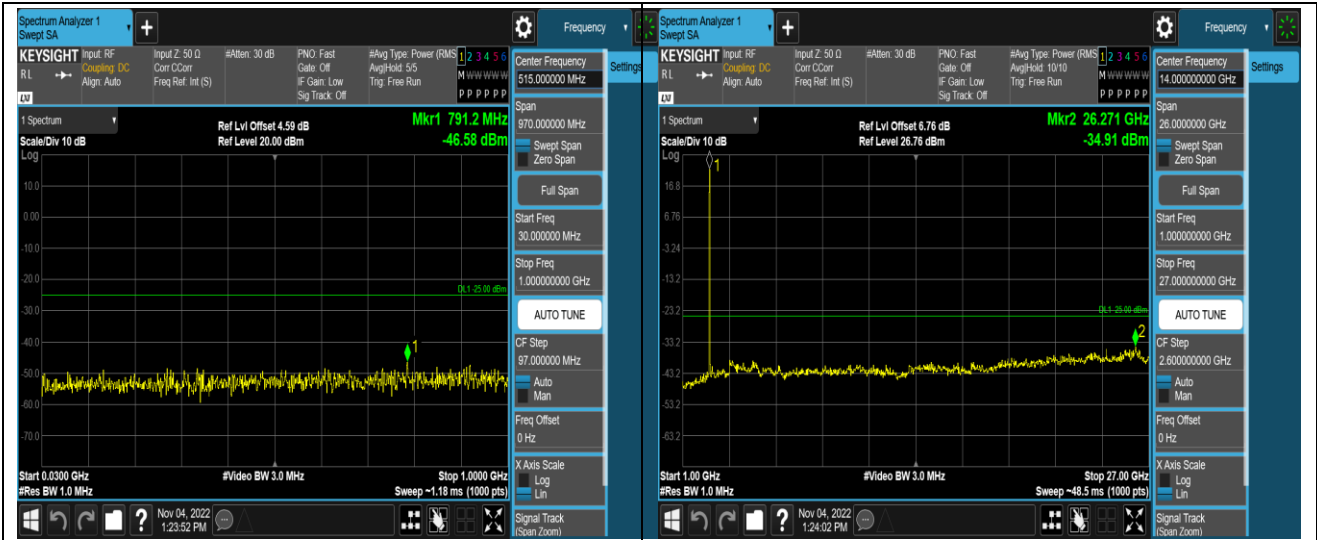 Spectrum Analyzer 1
Swept SA
+
Frequency
KEYSIGHT Input: RF
Coupling: DC
Align: Auto
Input Z: 50 Ω
Corr CCorr
Freq Ref: Int (S)
#Atten: 30 dB
PNO: Fast
Gate: Off
IF Gain: Low
Sig Track: Off
#Avg Type: Power (RMS
Avg|Hold: 5/5
Trig: Free Run
1 2 3 4 5 6
M W W W W W
P P P P P P
RL
LXI
Center Frequency
515.000000 MHz
Settings
Span
970.000000 MHz
Swept Span
Zero Span
Full Span
Start Freq
30.000000 MHz
Stop Freq
1.000000000 GHz
AUTO TUNE
CF Step
97.000000 MHz
Auto
Man
Freq Offset
0 Hz
X Axis Scale
Log
Lin
Signal Track
(Span Zoom)
1 Spectrum
Scale/Div 10 dB
Log
Ref Lvl Offset 4.59 dB
Ref Level 20.00 dBm
Mkr1 791.2 MHz
-46.58 dBm
10.0
0.00
-10.0
-20.0
DL1 -25.00 dBm
-30.0
-40.0
1
-50.0
-60.0
-70.0
Start 0.0300 GHz
#Res BW 1.0 MHz
#Video BW 3.0 MHz
Stop 1.0000 GHz
Sweep ~1.18 ms (1000 pts)
?
Nov 04, 2022
1:23:52 PM
Spectrum Analyzer 1
Swept SA
+
Frequency
KEYSIGHT Input: RF
Coupling: DC
Align: Auto
Input Z: 50 Ω
Corr CCorr
Freq Ref: Int (S)
#Atten: 30 dB
PNO: Fast
Gate: Off
IF Gain: Low
Sig Track: Off
#Avg Type: Power (RMS
Avg|Hold: 10/10
Trig: Free Run
1 2 3 4 5 6
M W W W W W
P P P P P P
RL
LXI
Center Frequency
14.000000000 GHz
Settings
Span
26.0000000 GHz
Swept Span
Zero Span
Full Span
Start Freq
1.000000000 GHz
Stop Freq
27.000000000 GHz
AUTO TUNE
CF Step
2.600000000 GHz
Auto
Man
Freq Offset
0 Hz
X Axis Scale
Log
Lin
Signal Track
(Span Zoom)
1 Spectrum
Scale/Div 10 dB
Log
Ref Lvl Offset 6.76 dB
Ref Level 26.76 dBm
Mkr2 26.271 GHz
-34.91 dBm
1
16.8
6.76
-3.24
-13.2
-23.2
DL1 -25.00 dBm
2
-33.2
-43.2
-53.2
-63.2
Start 1.00 GHz
#Res BW 1.0 MHz
#Video BW 3.0 MHz
Stop 27.00 GHz
Sweep ~48.5 ms (1000 pts)
?
Nov 04, 2022
1:24:02 PM